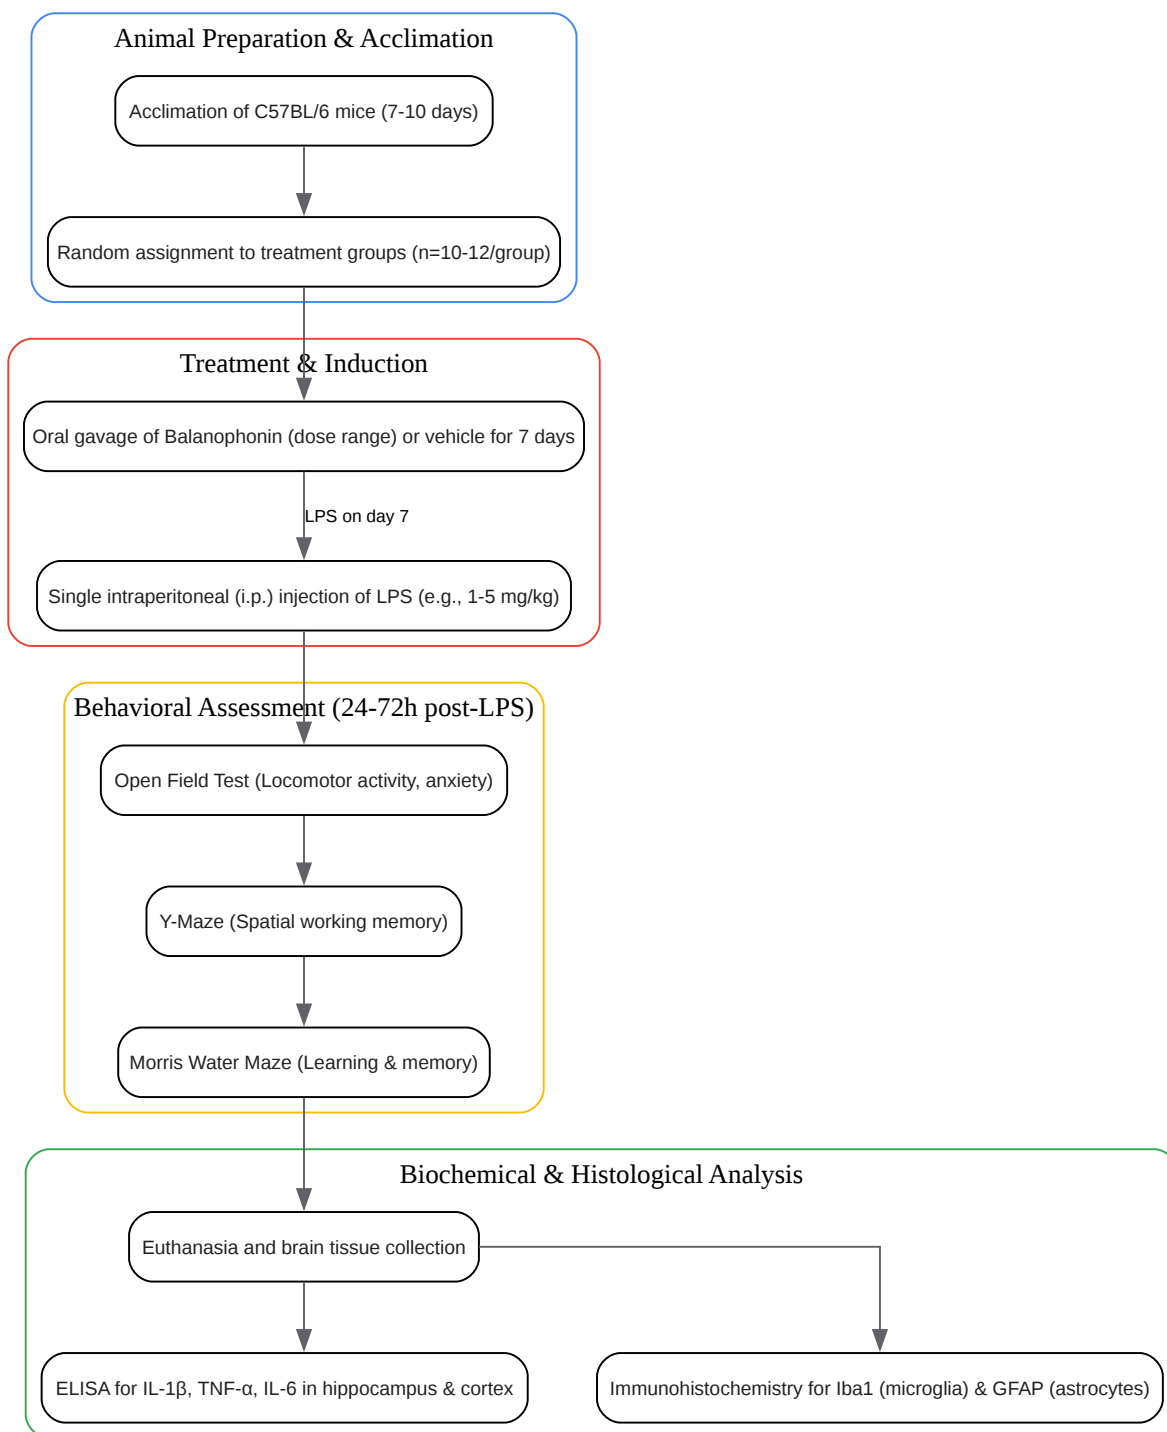 Animal Preparation & Acclimation
Acclimation of C57BL/6 mice (7-10 days)
Random assignment to treatment groups (n=10-12/group)
Treatment & Induction
Oral gavage of Balanophonin (dose range) or vehicle for 7 days
LPS on day 7
Single intraperitoneal (i.p.) injection of LPS (e.g., 1-5 mg/kg)
Behavioral Assessment (24-72h post-LPS)
Open Field Test (Locomotor activity, anxiety)
Y-Maze (Spatial working memory)
Morris Water Maze (Learning & memory)
Biochemical & Histological Analysis
Euthanasia and brain tissue collection
ELISA for IL-1β, TNF-α, IL-6 in hippocampus & cortex
Immunohistochemistry for Iba1 (microglia) & GFAP (astrocytes)